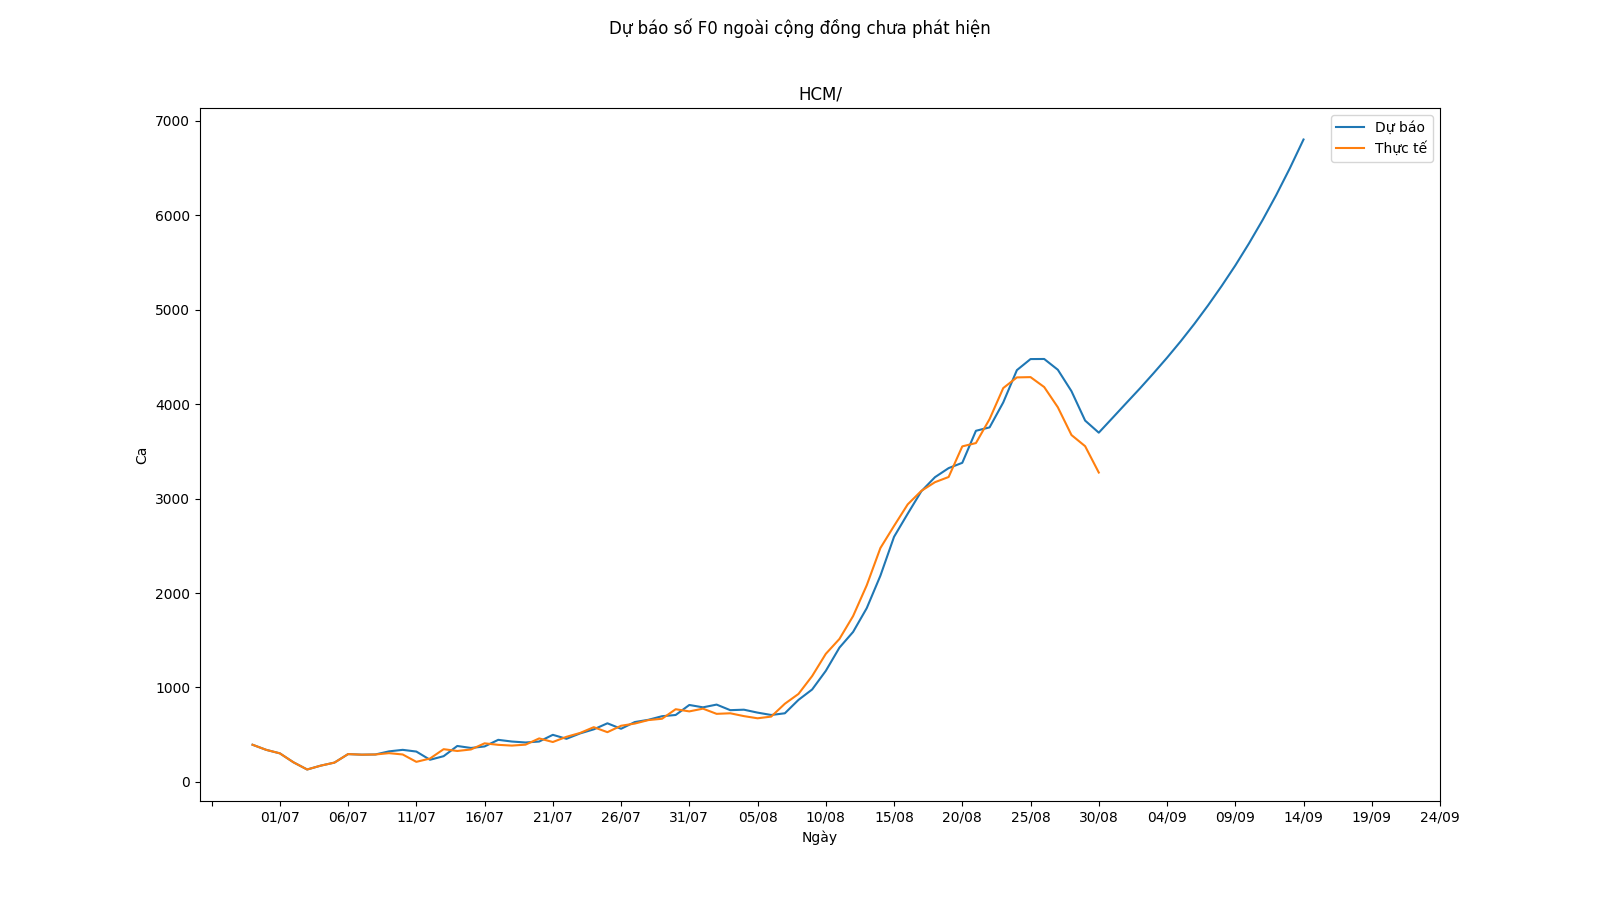 Dự báo số F0 ngoài cộng đồng chưa phát hiện
HCM/
Dự báo
Thực tế
7000
6000
5000
4000
3000
2000
1000
0
Ca
01/07 06/07 11/07 16/07 21/07 26/07 31/07 05/08 10/08 15/08 20/08 25/08 30/08 04/09 09/09 14/09 19/09 24/09
Ngày